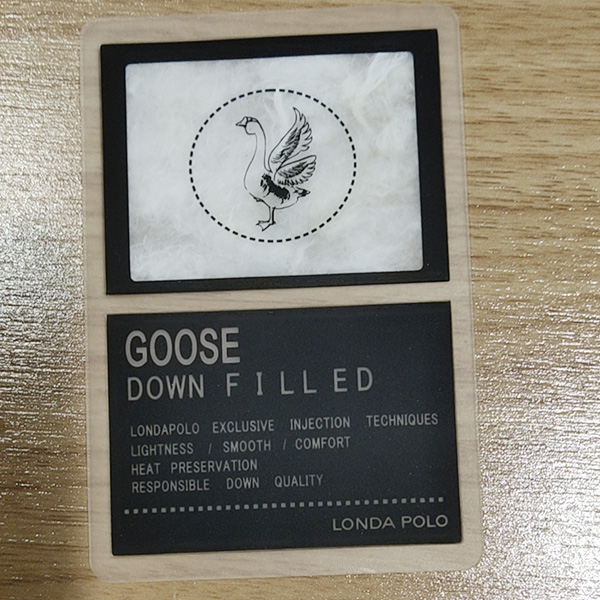 GOOSE
DOWN FILLED
LONDAPOLO EXCLUSIVE INJECTION TECHNIQUES
LIGHTNESS / SMOOTH / COMFORT
HEAT PRESERVATION
RESPONSIBLE DOWN QUALITY
LONDA POLO